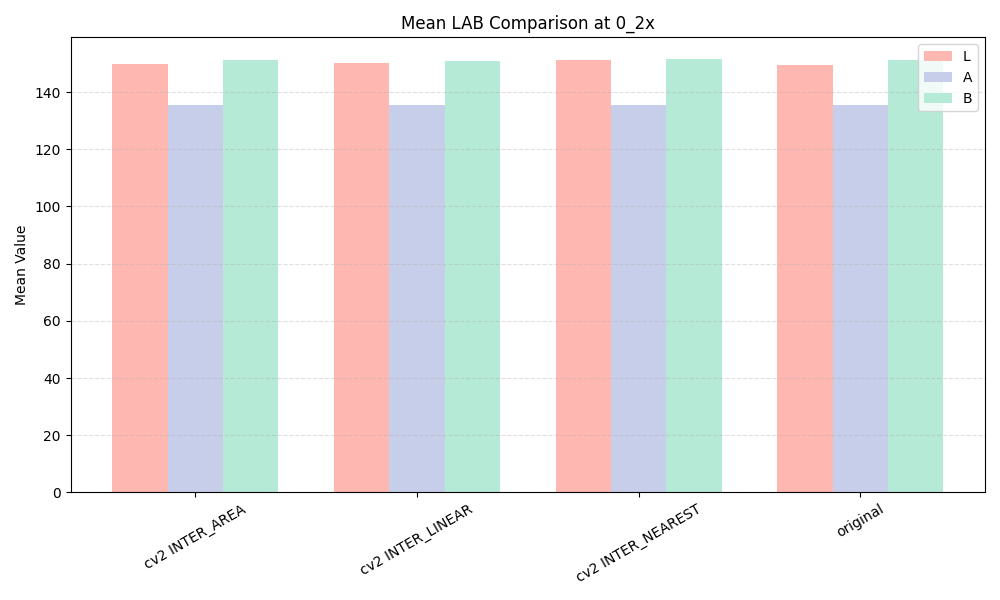 Mean LAB Comparison at 0_2x
L
A
B
Mean Value
140
120
100
80
60
40
20
0
cv2 INTER_AREA
cv2 INTER_LINEAR
cv2 INTER_NEAREST
original